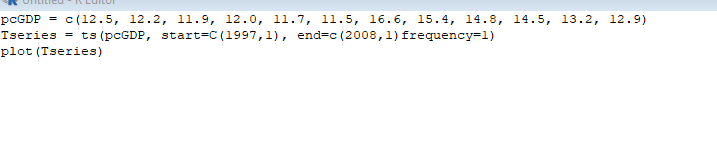 Untitled - R Editor
pcGDP = c(12.5, 12.2, 11.9, 12.0, 11.7, 11.5, 16.6, 15.4, 14.8, 14.5, 13.2, 12.9)
Tseries = ts(pcGDP, start=C(1997,1), end=c(2008,1)frequency=1)
plot(Tseries)